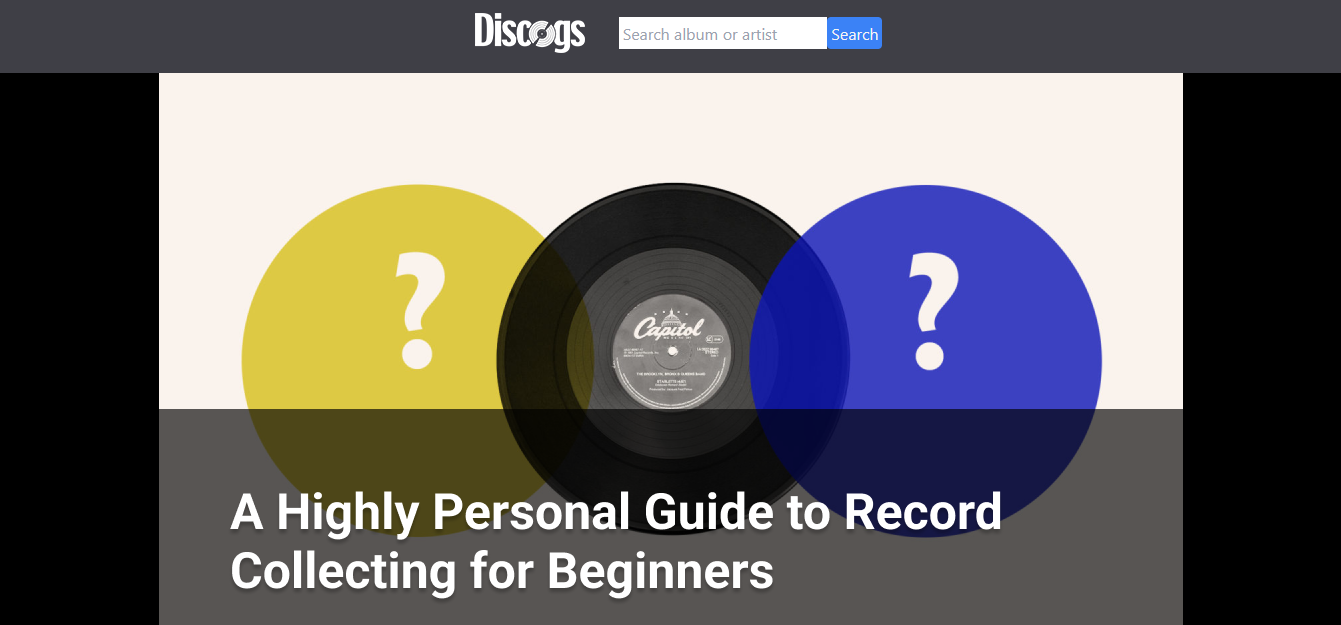 Discogs
Search album or artist
Search
?
?
Capitol
STEREO
THE BROOKLYN, BRONX & QUEENS BAND
A Highly Personal Guide to Record
Collecting for Beginners